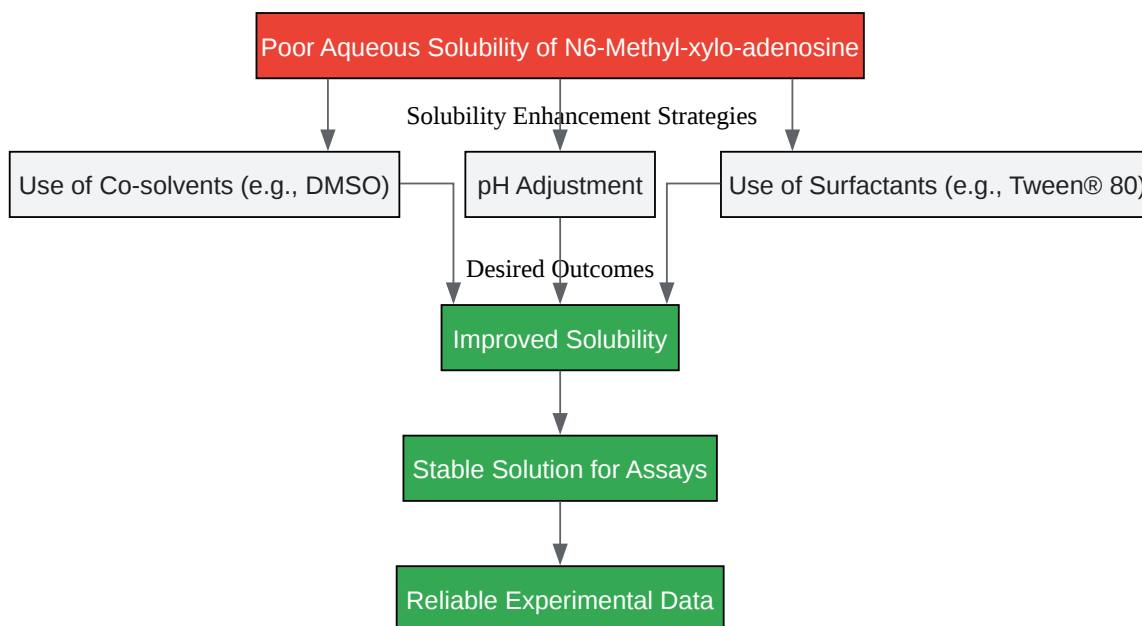 Poor Aqueous Solubility of N6-Methyl-xylo-adenosine
Solubility Enhancement Strategies
Use of Co-solvents (e.g., DMSO)
pH Adjustment
Use of Surfactants (e.g., Tween® 80)
Desired Outcomes
Improved Solubility
Stable Solution for Assays
Reliable Experimental Data